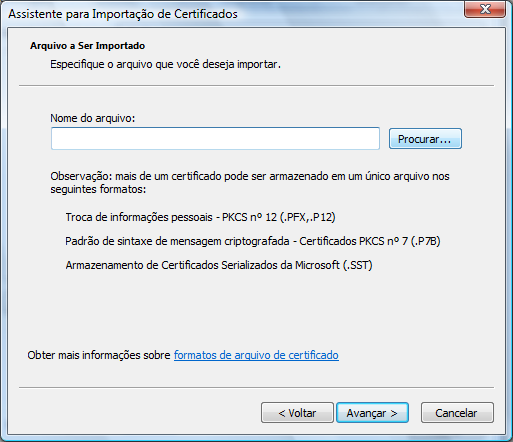 Assistente para Importação de Certificados
Arquivo a Ser Importado
Especifique o arquivo que você deseja importar.
Nome do arquivo:
Procurar...
Observação: mais de um certificado pode ser armazenado em um único arquivo nos
seguintes formatos:
Troca de informações pessoais - PKCS nº 12 (.PFX,.P12)
Padrão de sintaxe de mensagem criptografada - Certificados PKCS nº 7 (.P7B)
Armazenamento de Certificados Serializados da Microsoft (.SST)
Obter mais informações sobre formatos de arquivo de certificado
< Voltar Avançar > Cancelar